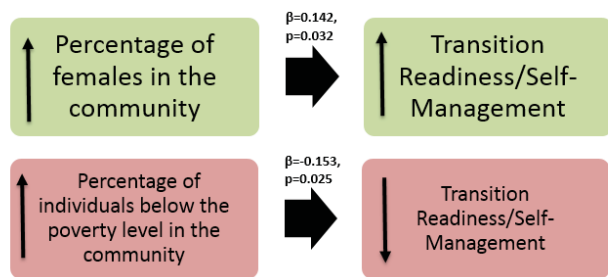 Percentage of
females in the
community
β=0.142,
p=0.032
Transition
Readiness/Self-
Management
Percentage of
individuals below the
poverty level in the
community
β=-0.153,
p=0.025
Transition
Readiness/Self-
Management